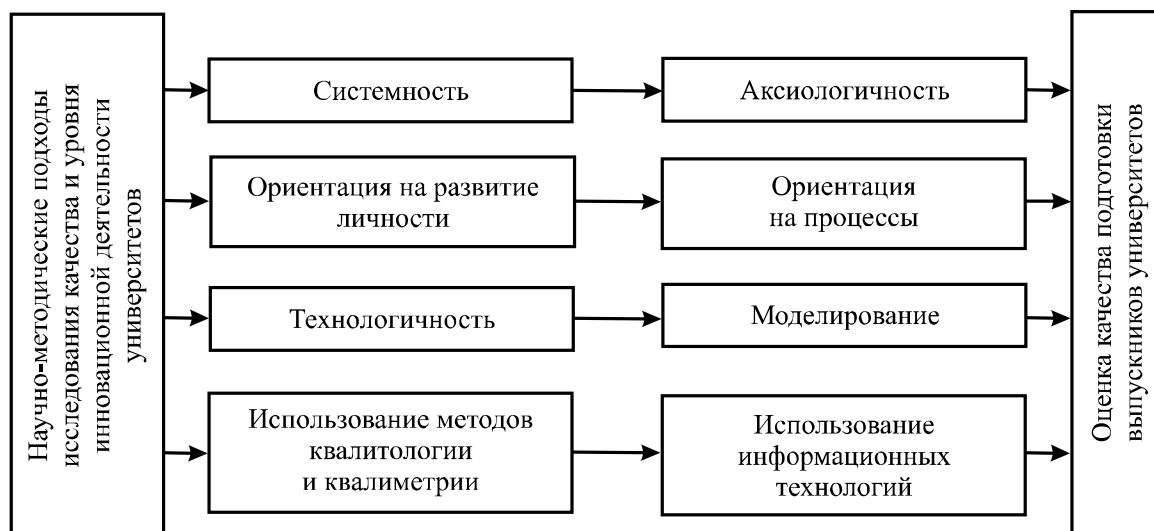 Научно-методические подходы
исследования качества и уровня
инновационной деятельности
университетов
Системность
Аксиологичность
Ориентация на развитие
личности
Ориентация
на процессы
Технологичность
Моделирование
Использование методов
квалитологии
и квалиметрии
Использование
информационных
технологий
Оценка качества подготовки
выпускников университетов